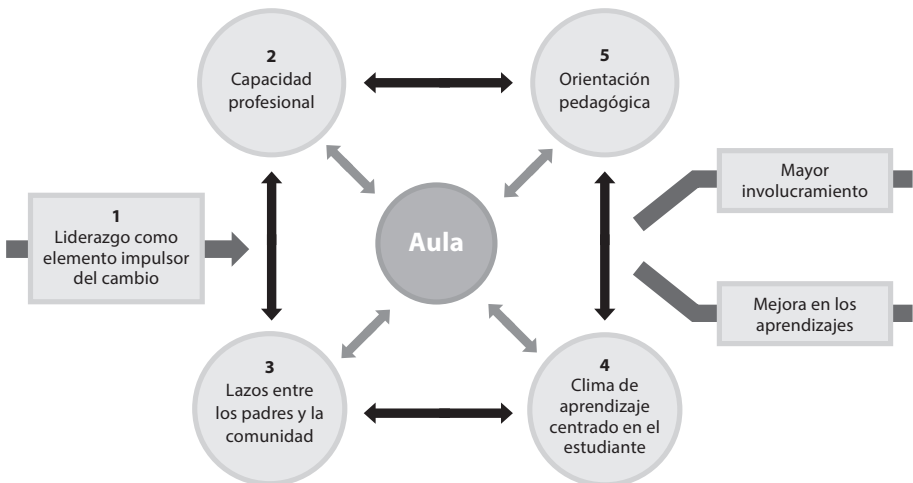 1
Liderazgo como
elemento impulsor
del cambio
2
Capacidad
profesional
3
Lazos entre
los padres y la
comunidad
Aula
5
Orientación
pedagógica
4
Clima de
aprendizaje
centrado en el
estudiante
Mayor
involucramiento
Mejora en los
aprendizajes